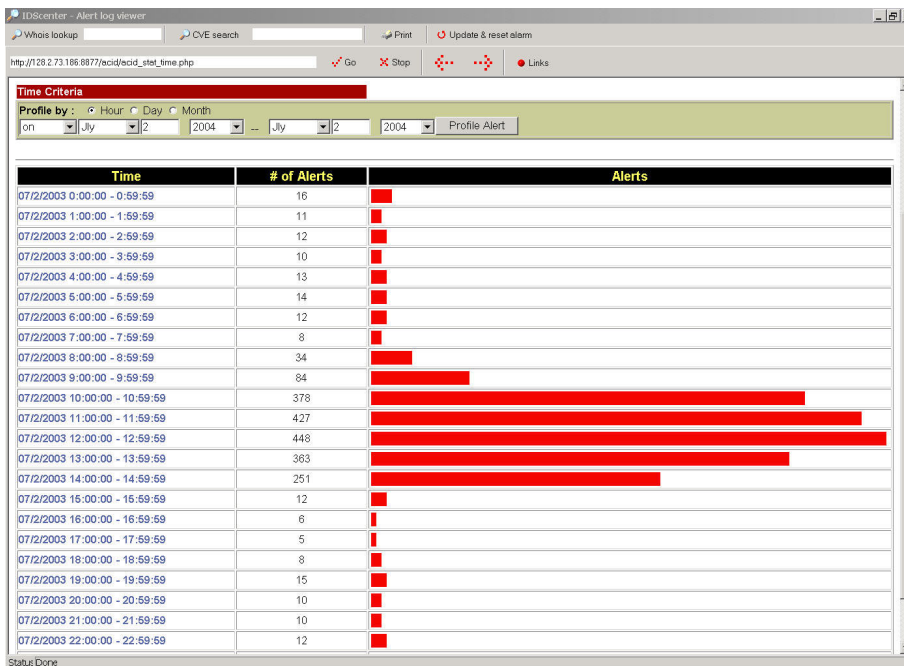 IDScenter - Alert log viewer
Whois lookup CVE search Print Update & reset alarm
http://128.2.73.186:8877/acid/acid_stat_time.php Go Stop Links
Time Criteria
Profile by : Hour Day Month
on Jly 2 2004 -- Jly 2 2004 Profile Alert
Time # of Alerts Alerts
07/2/2003 0:00:00 - 0:59:59 16
07/2/2003 1:00:00 - 1:59:59 11
07/2/2003 2:00:00 - 2:59:59 12
07/2/2003 3:00:00 - 3:59:59 10
07/2/2003 4:00:00 - 4:59:59 13
07/2/2003 5:00:00 - 5:59:59 14
07/2/2003 6:00:00 - 6:59:59 12
07/2/2003 7:00:00 - 7:59:59 8
07/2/2003 8:00:00 - 8:59:59 34
07/2/2003 9:00:00 - 9:59:59 84
07/2/2003 10:00:00 - 10:59:59 378
07/2/2003 11:00:00 - 11:59:59 427
07/2/2003 12:00:00 - 12:59:59 448
07/2/2003 13:00:00 - 13:59:59 363
07/2/2003 14:00:00 - 14:59:59 251
07/2/2003 15:00:00 - 15:59:59 12
07/2/2003 16:00:00 - 16:59:59 6
07/2/2003 17:00:00 - 17:59:59 5
07/2/2003 18:00:00 - 18:59:59 8
07/2/2003 19:00:00 - 19:59:59 15
07/2/2003 20:00:00 - 20:59:59 10
07/2/2003 21:00:00 - 21:59:59 10
07/2/2003 22:00:00 - 22:59:59 12
Status Done